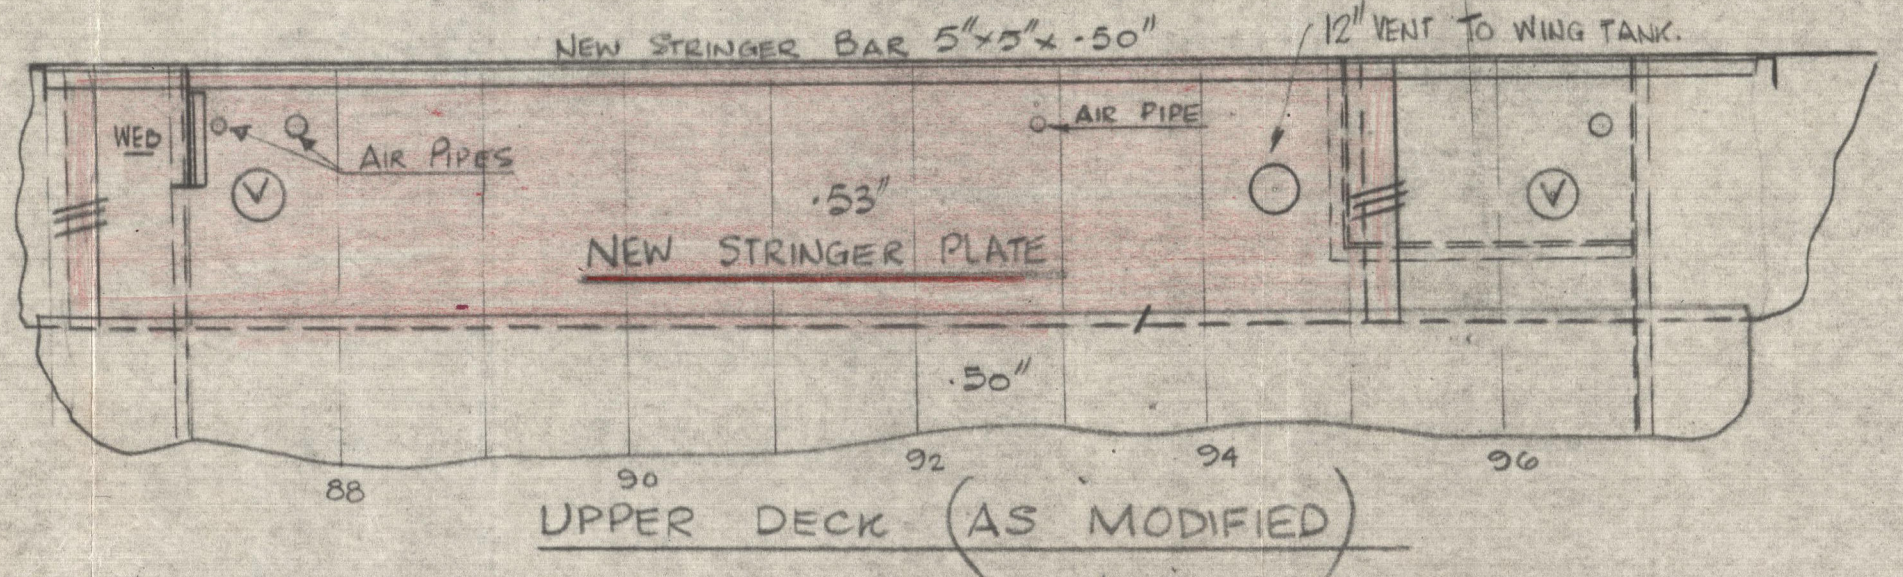 NEW STRINGER BAR 5"x5"x .50"
12" VENT TO WING TANK.
WEB
AIR PIPES
AIR PIPE
V
V
.53"
NEW STRINGER PLATE
.50"
88
90
92
94
96
UPPER DECK (AS MODIFIED)